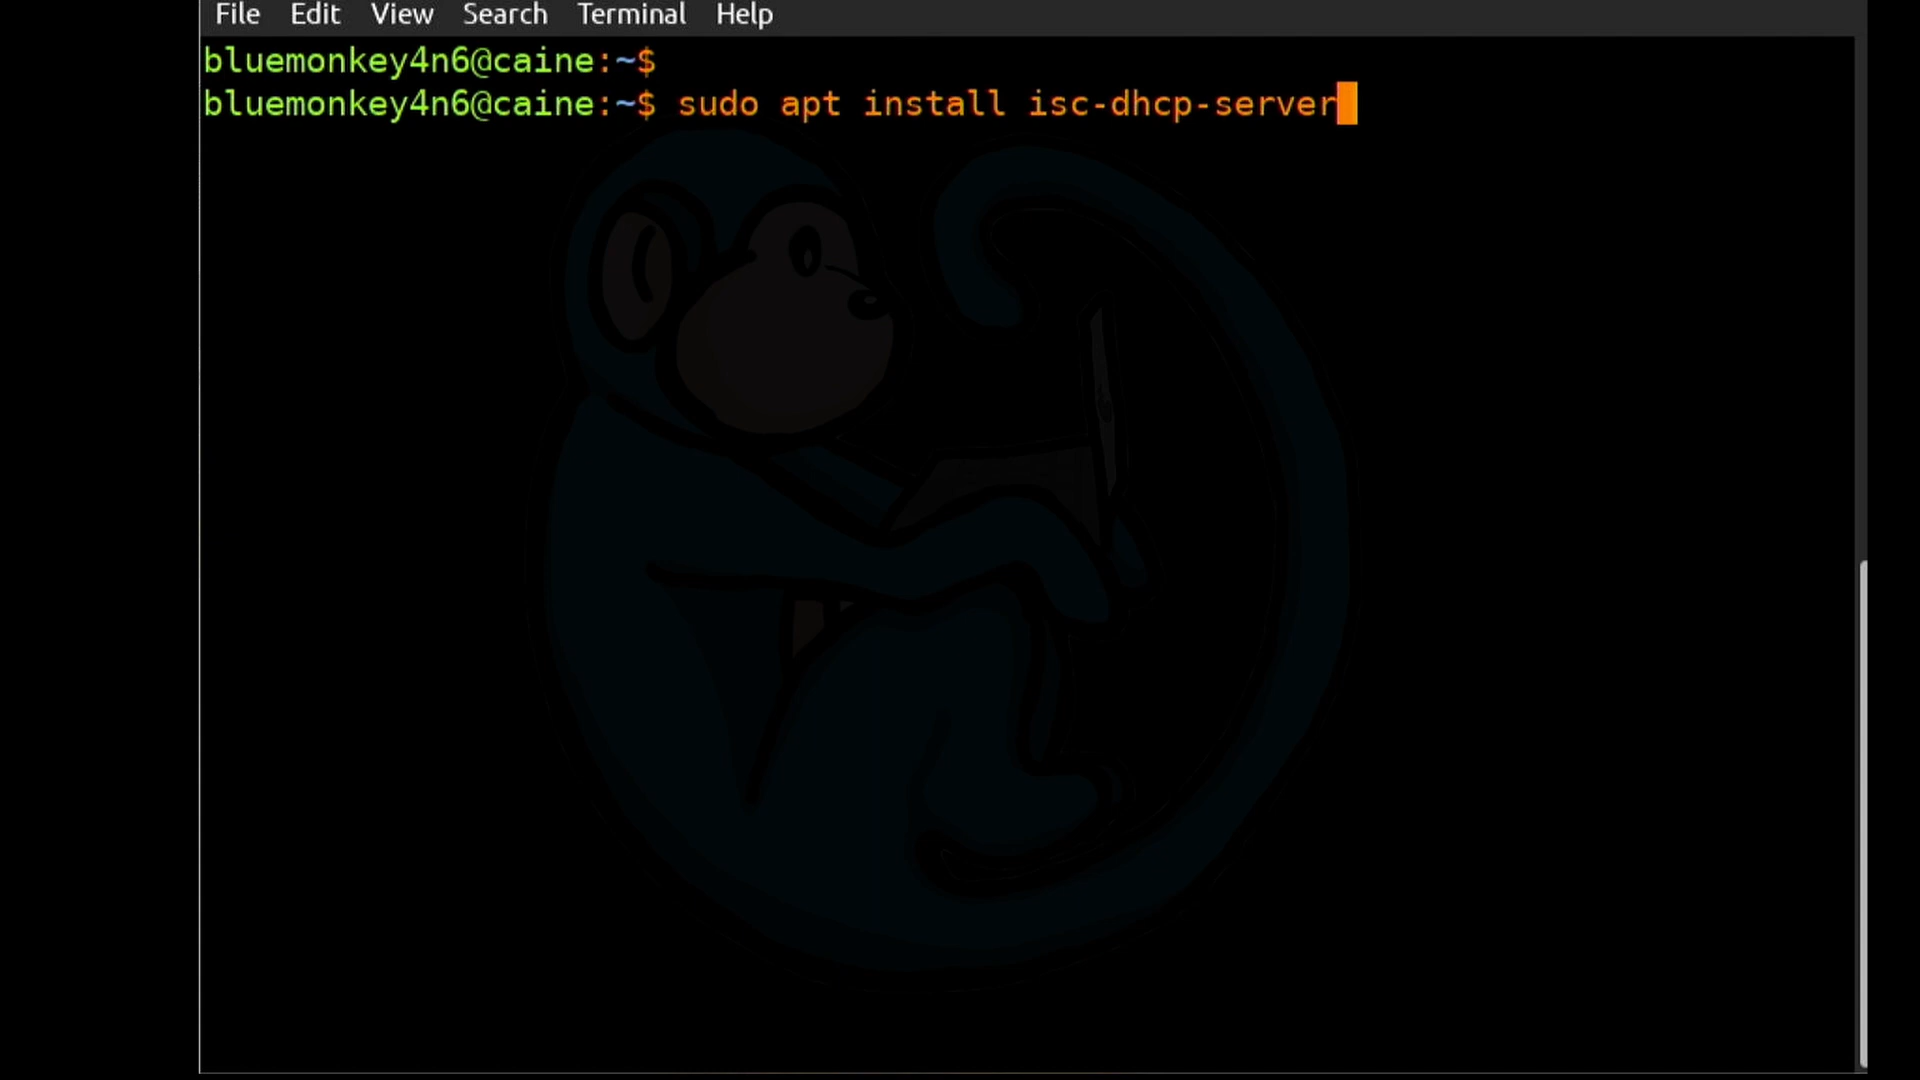 File Edit View Search Terminal Help
bluemonkey4n6@caine:~$
bluemonkey4n6@caine:~$ sudo apt install isc-dhcp-server